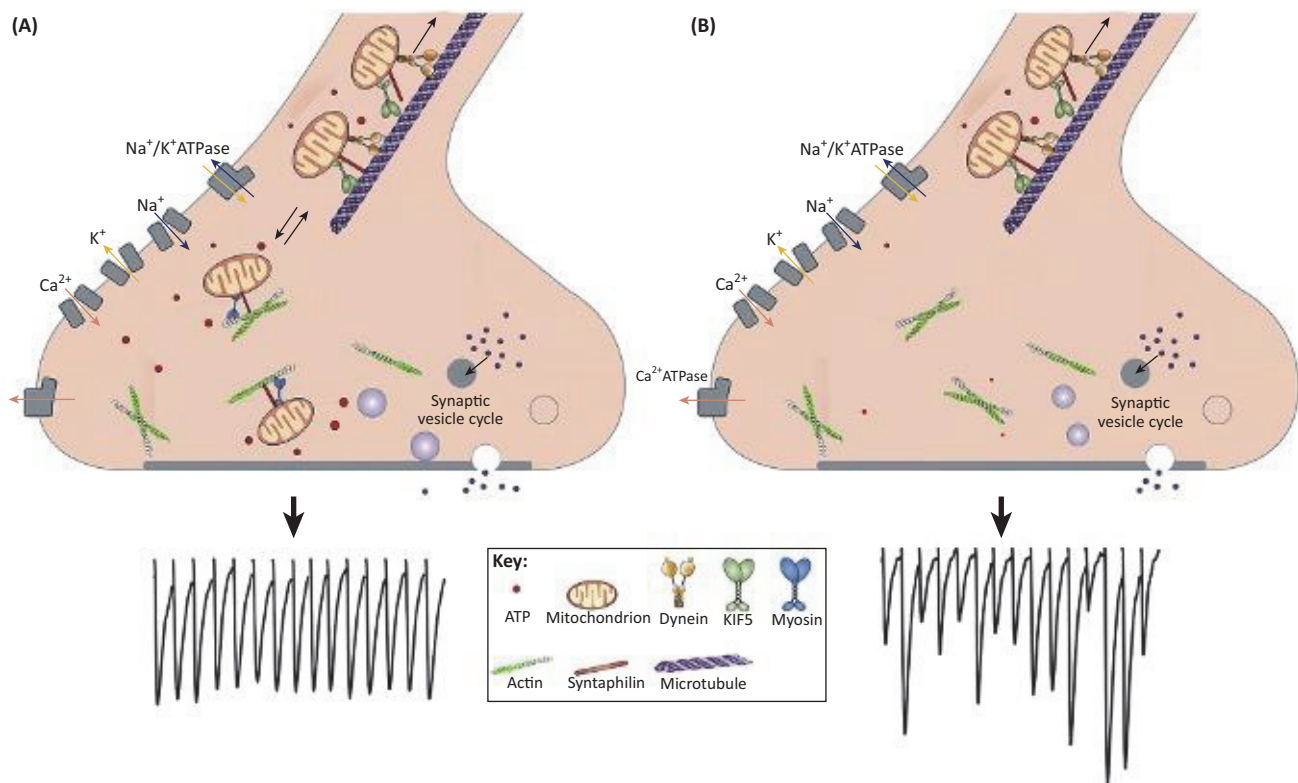 (A)
Na⁺/K⁺ATPase
Na⁺
K⁺
Ca²⁺
Synaptic
vesicle cycle
(B)
Na⁺/K⁺ATPase
Na⁺
K⁺
Ca²⁺
Ca²⁺ATPase
Synaptic
vesicle cycle
Key:
ATP Mitochondrion Dynein KIF5 Myosin
Actin Syntaphilin Microtubule